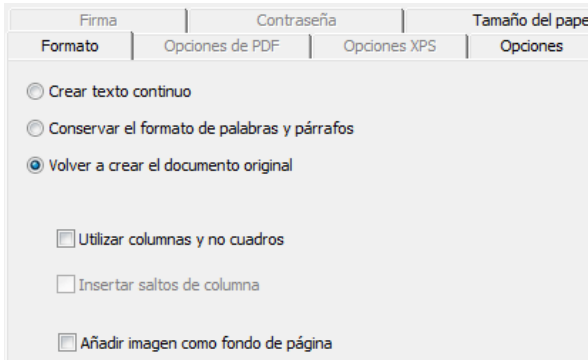 Firma Contraseña Tamaño del pape
Formato Opciones de PDF Opciones XPS Opciones
Crear texto continuo
Conservar el formato de palabras y párrafos
Volver a crear el documento original
Utilizar columnas y no cuadros
Insertar saltos de columna
Añadir imagen como fondo de página